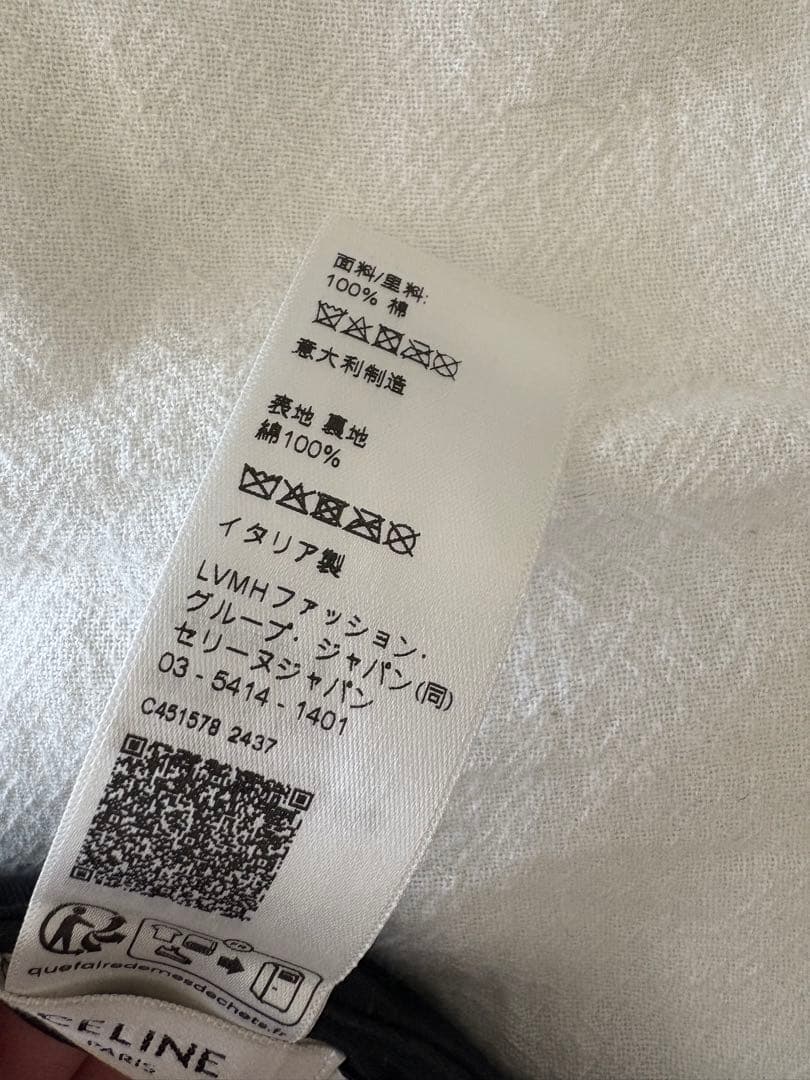 面料/里料:
100% 棉
意大利制造
表地 裏地
綿100%
イタリア製
LVMHファッション・
グループ・ジャパン(同)
セリーヌジャパン
03 - 5414 - 1401
C451578 2437
FR
quefairedemesdechets.fr
CELINE
PARIS